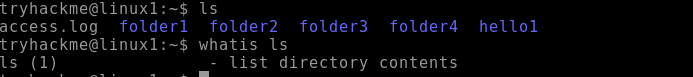 tryhackme@linux1:~$ ls
access.log  folder1  folder2  folder3  folder4  hello1
tryhackme@linux1:~$ whatis ls
ls (1)               - list directory contents
tryhackme@linux1:~$